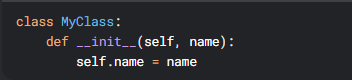 class MyClass:
    def __init__(self, name):
        self.name = name